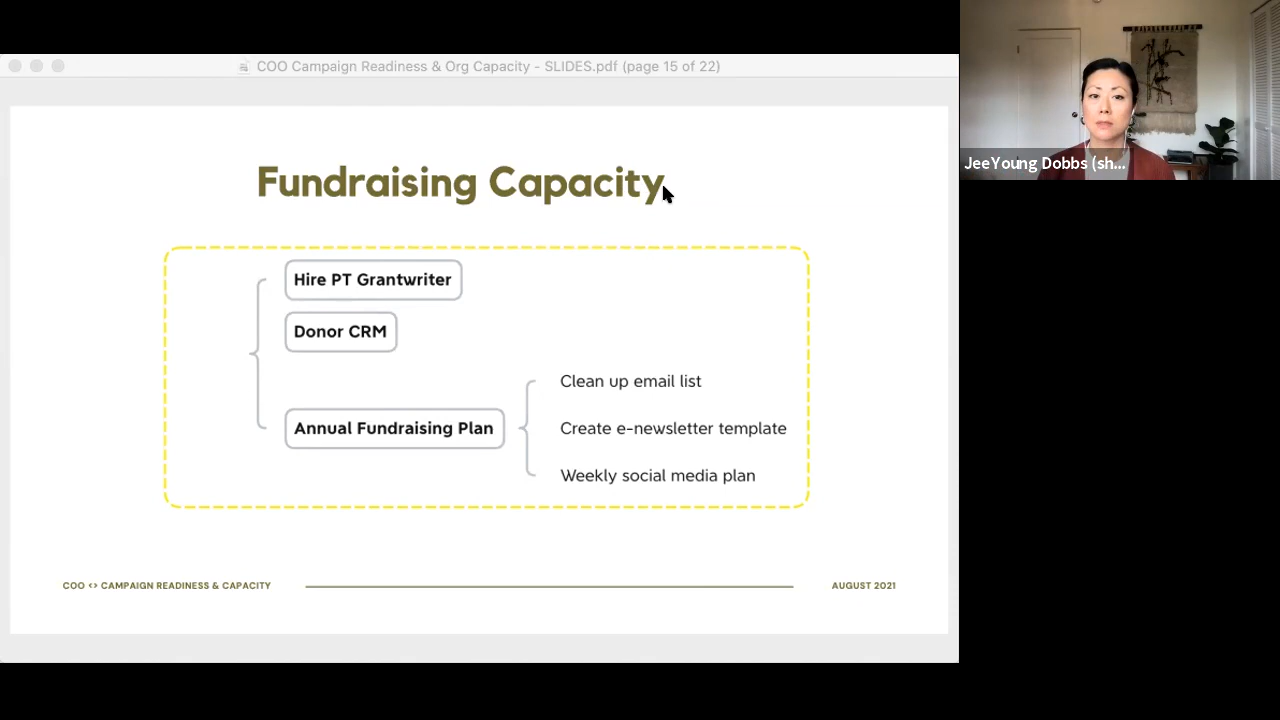 COO Campaign Readiness & Org Capacity - SLIDES.pdf (page 15 of 22)
JeeYoung Dobbs (sh...
Fundraising Capacity
Hire PT Grantwriter
Donor CRM
Annual Fundraising Plan
Clean up email list
Create e-newsletter template
Weekly social media plan
COO <> CAMPAIGN READINESS & CAPACITY
AUGUST 2021